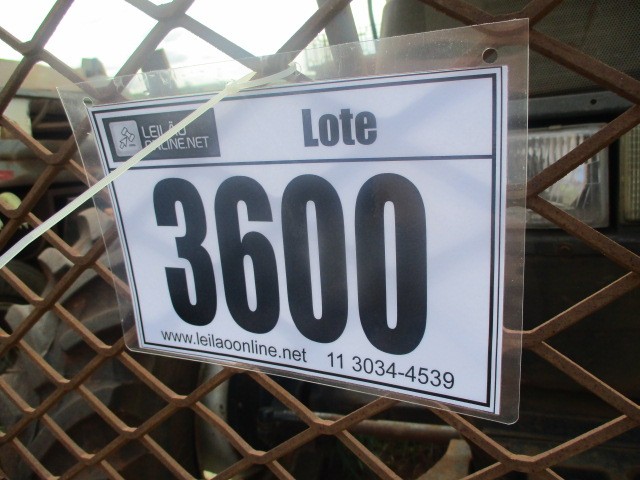 LEILÃO
ONLINE.NET
Lote
3600
www.leilaoonline.net 11 3034-4539